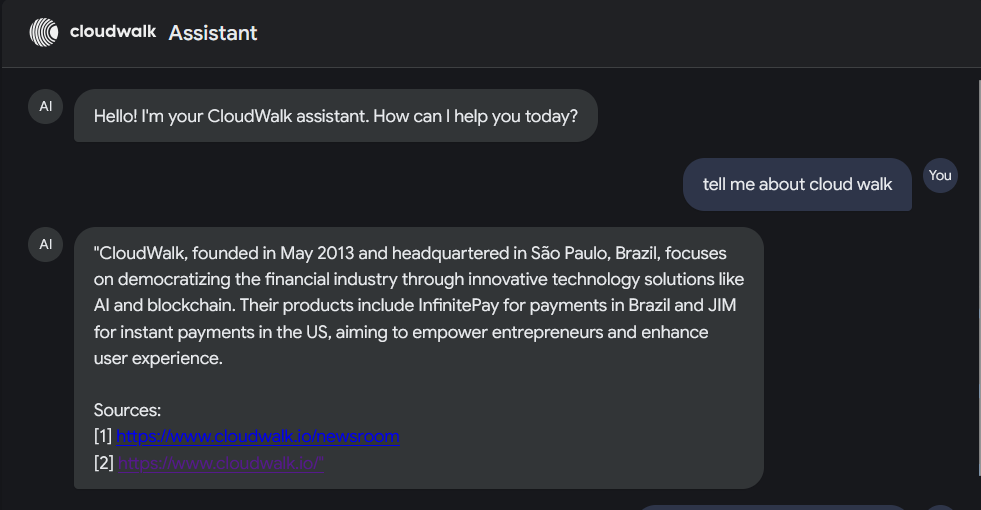 cloudwalk Assistant
AI
Hello! I'm your CloudWalk assistant. How can I help you today?
tell me about cloud walk
You
AI
"CloudWalk, founded in May 2013 and headquartered in São Paulo, Brazil, focuses
on democratizing the financial industry through innovative technology solutions like
AI and blockchain. Their products include InfinitePay for payments in Brazil and JIM
for instant payments in the US, aiming to empower entrepreneurs and enhance
user experience.
Sources:
[1] https://www.cloudwalk.io/newsroom
[2] https://www.cloudwalk.io/"